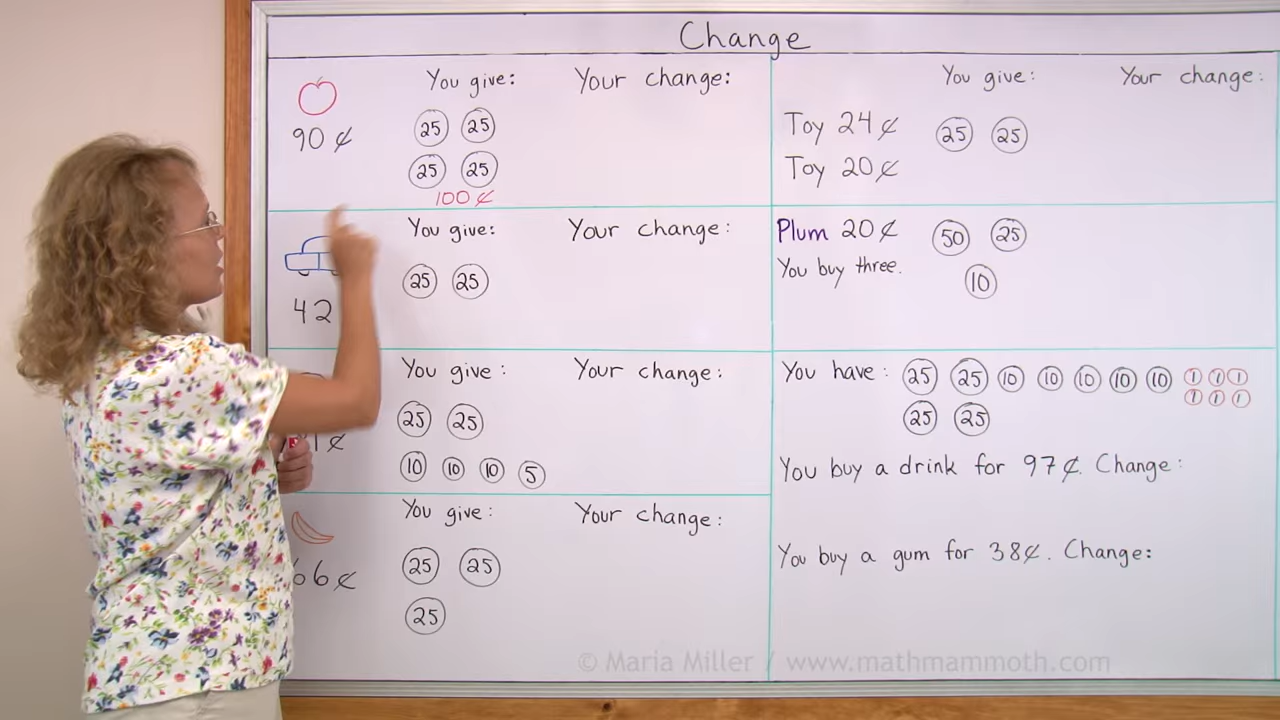 Change
You give: Your change:
90¢
25 25
25 25
100¢
You give: Your change:
42
25 25
You give: Your change:
1¢
25 25
10 10 10 5
You give: Your change:
66¢
25 25
25
You give: Your change:
Toy 24¢ 25 25
Toy 20¢
Plum 20¢ 50 25
You buy three. 10
You have: 25 25 10 10 10 10 10 1 1 1
1 1 1
25 25
You buy a drink for 97¢. Change:
You buy a gum for 38¢. Change:
© Maria Miller / www.mathmammoth.com